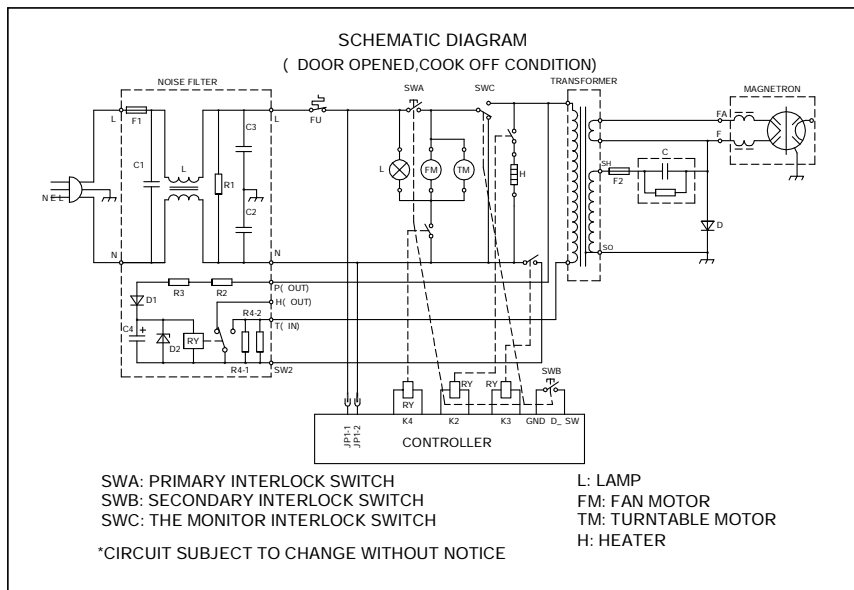 SCHEMATIC DIAGRAM
( DOOR OPENED,COOK OFF CONDITION)
NOISE FILTER
SWA
SWC
TRANSFORMER
MAGNETRON
L
F1
L
FU
C3
C1
L
R1
C2
N E L
N
N
L
FM
TM
H
FA
F
SH
F2
C
D
SO
R3
R2
P( OUT)
D1
H( OUT)
R4-2
T( IN)
C4
+
D2
RY
R4-1
SW2
SWB
RY
RY
RY
JP1-1
JP1-2
K4
K2
K3
GND
D_ SW
CONTROLLER
SWA: PRIMARY INTERLOCK SWITCH
SWB: SECONDARY INTERLOCK SWITCH
SWC: THE MONITOR INTERLOCK SWITCH
*CIRCUIT SUBJECT TO CHANGE WITHOUT NOTICE
L: LAMP
FM: FAN MOTOR
TM: TURNTABLE MOTOR
H: HEATER